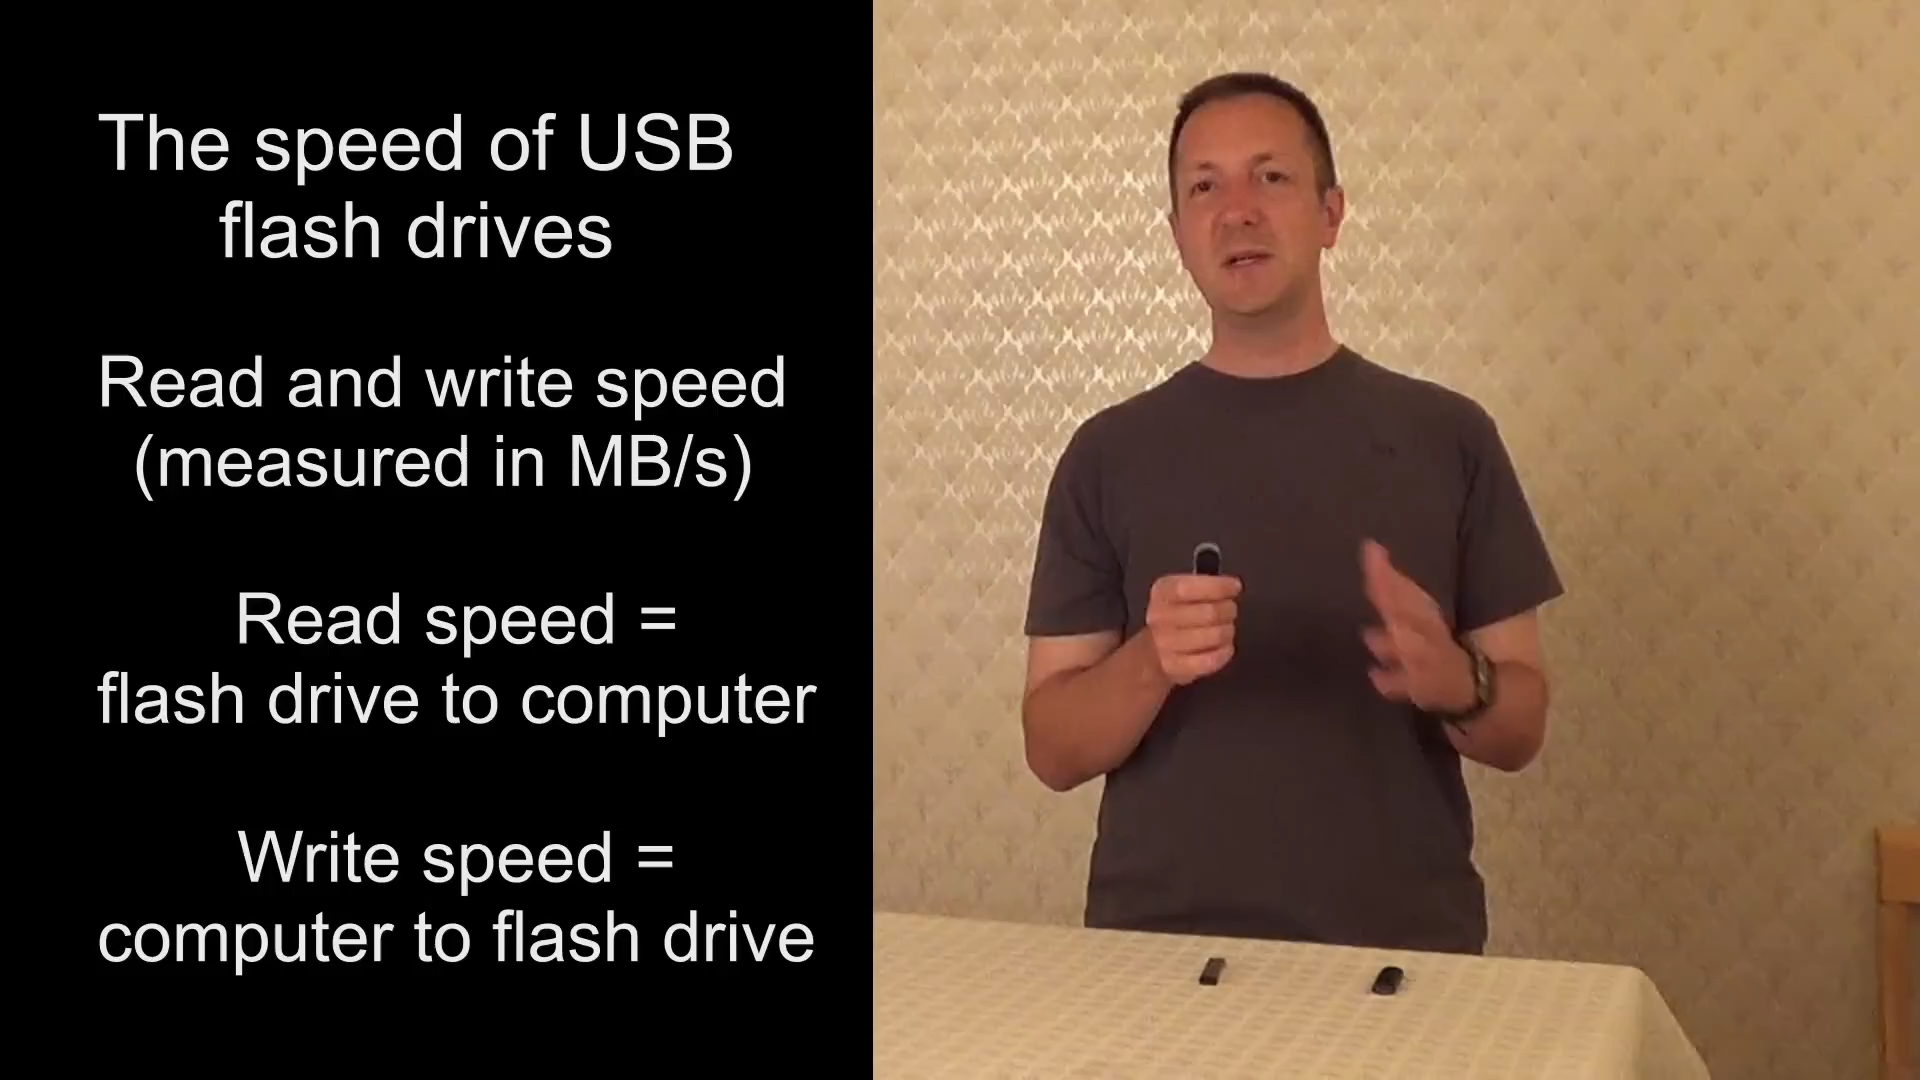 The speed of USB
flash drives
Read and write speed
(measured in MB/s)
Read speed =
flash drive to computer
Write speed =
computer to flash drive